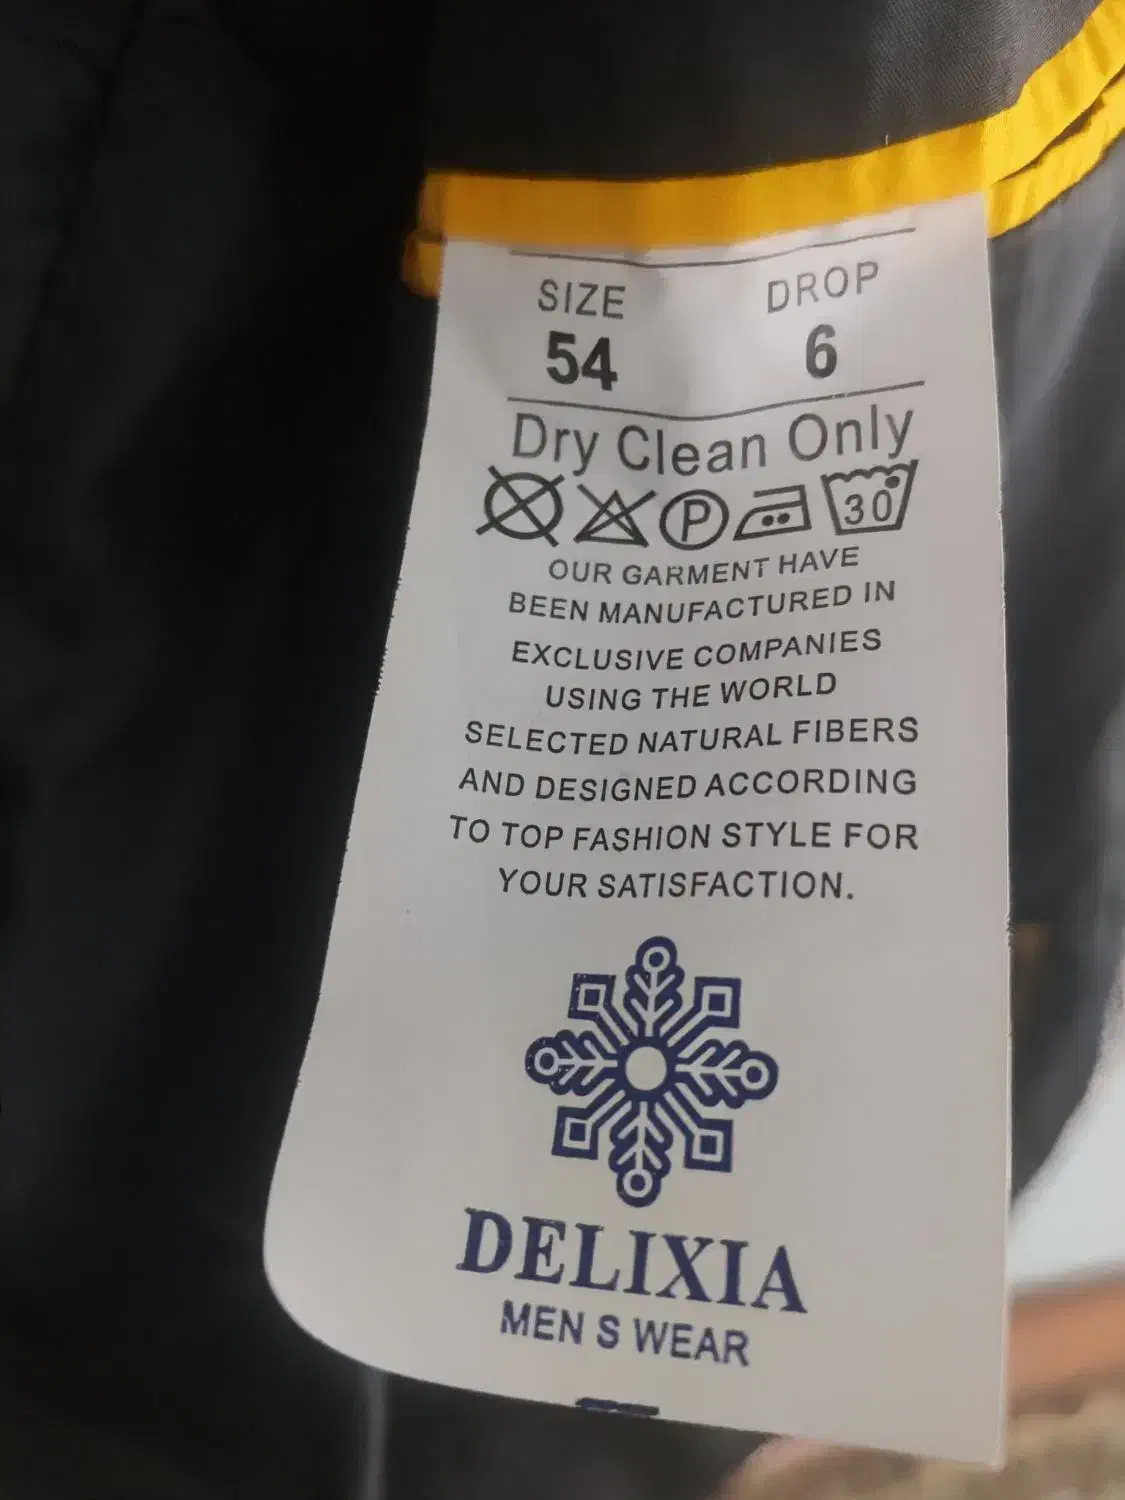 SIZE DROP
54 6
Dry Clean Only
P 30
OUR GARMENT HAVE
BEEN MANUFACTURED IN
EXCLUSIVE COMPANIES
USING THE WORLD
SELECTED NATURAL FIBERS
AND DESIGNED ACCORDING
TO TOP FASHION STYLE FOR
YOUR SATISFACTION.
DELIXIA
MEN S WEAR